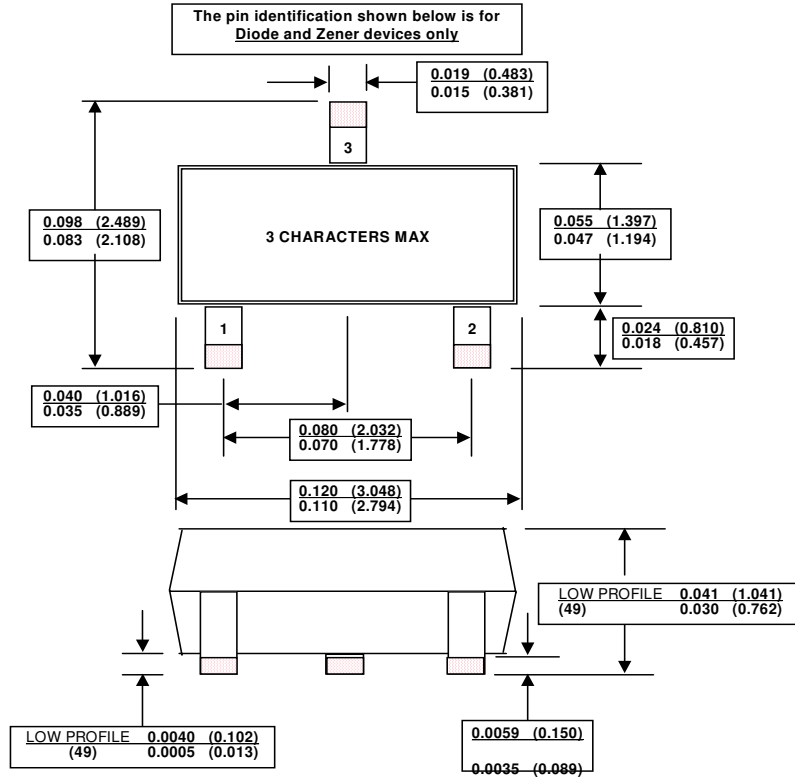 The pin identification shown below is for
Diode and Zener devices only
0.019 (0.483)
0.015 (0.381)
3
0.098 (2.489)
0.083 (2.108)
3 CHARACTERS MAX
0.055 (1.397)
0.047 (1.194)
1
2
0.024 (0.810)
0.018 (0.457)
0.040 (1.016)
0.035 (0.889)
0.080 (2.032)
0.070 (1.778)
0.120 (3.048)
0.110 (2.794)
LOW PROFILE 0.041 (1.041)
(49) 0.030 (0.762)
LOW PROFILE 0.0040 (0.102)
(49) 0.0005 (0.013)
0.0059 (0.150)
0.0035 (0.089)